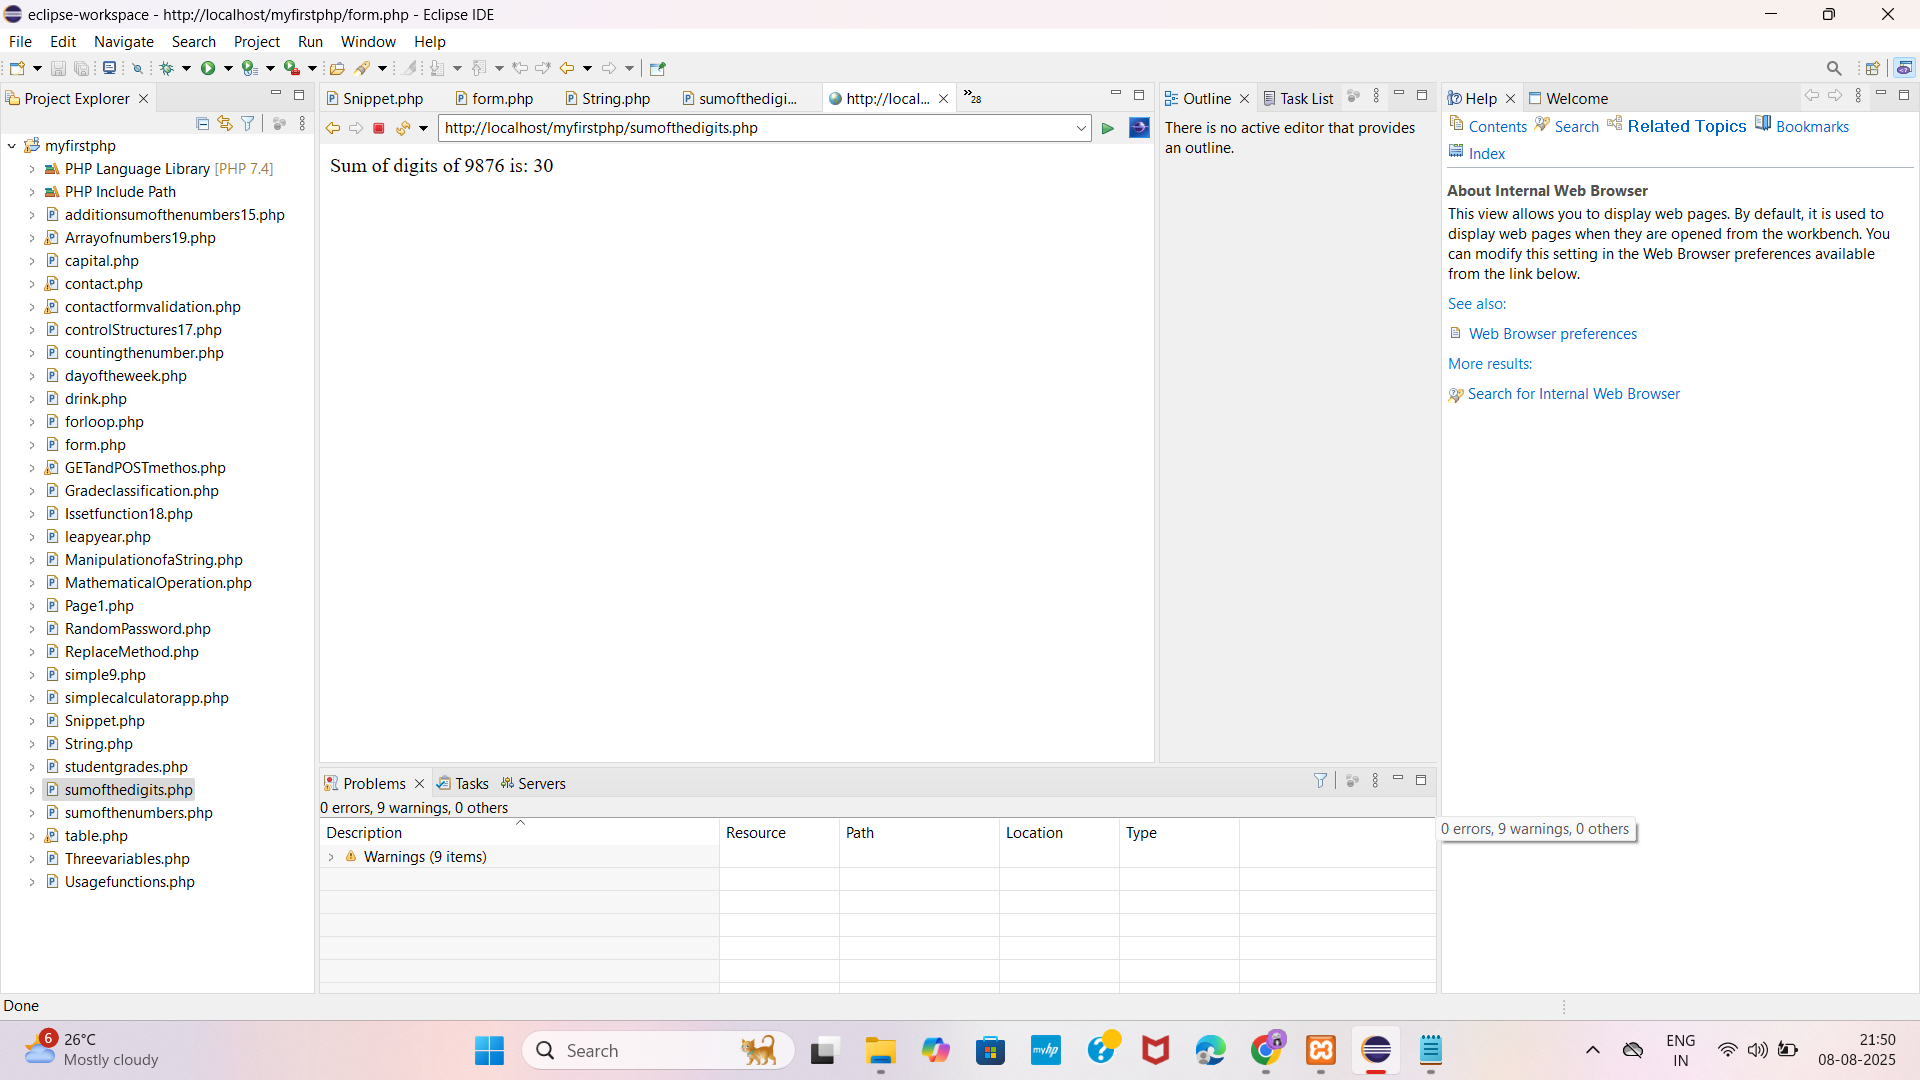 eclipse-workspace - http://localhost/myfirstphp/form.php - Eclipse IDE
File Edit Navigate Search Project Run Window Help
Project Explorer
Snippet.php form.php String.php sumofthedigi... http://local... »28
Outline Task List
Help Welcome
http://localhost/myfirstphp/sumofthedigits.php
Sum of digits of 9876 is: 30
There is no active editor that provides
an outline.
Contents Search Related Topics Bookmarks
Index
About Internal Web Browser
This view allows you to display web pages. By default, it is used to
display web pages when they are opened from the workbench. You
can modify this setting in the Web Browser preferences available
from the link below.
See also:
Web Browser preferences
More results:
Search for Internal Web Browser
myfirstphp
PHP Language Library [PHP 7.4]
PHP Include Path
additionsumofthenumbers15.php
Arrayofnumbers19.php
capital.php
contact.php
contactformvalidation.php
controlStructures17.php
countingthenumber.php
dayoftheweek.php
drink.php
forloop.php
form.php
GETandPOSTmethos.php
Gradeclassification.php
Issetfunction18.php
leapyear.php
ManipulationofaString.php
MathematicalOperation.php
Page1.php
RandomPassword.php
ReplaceMethod.php
simple9.php
simplecalculatorapp.php
Snippet.php
String.php
studentgrades.php
sumofthedigits.php
sumofthenumbers.php
table.php
Threevariables.php
Usagefunctions.php
Problems Tasks Servers
0 errors, 9 warnings, 0 others
Description Resource Path Location Type
Warnings (9 items)
0 errors, 9 warnings, 0 others
Done
6
26°C
Mostly cloudy
Search
myhp
ENG
IN
21:50
08-08-2025